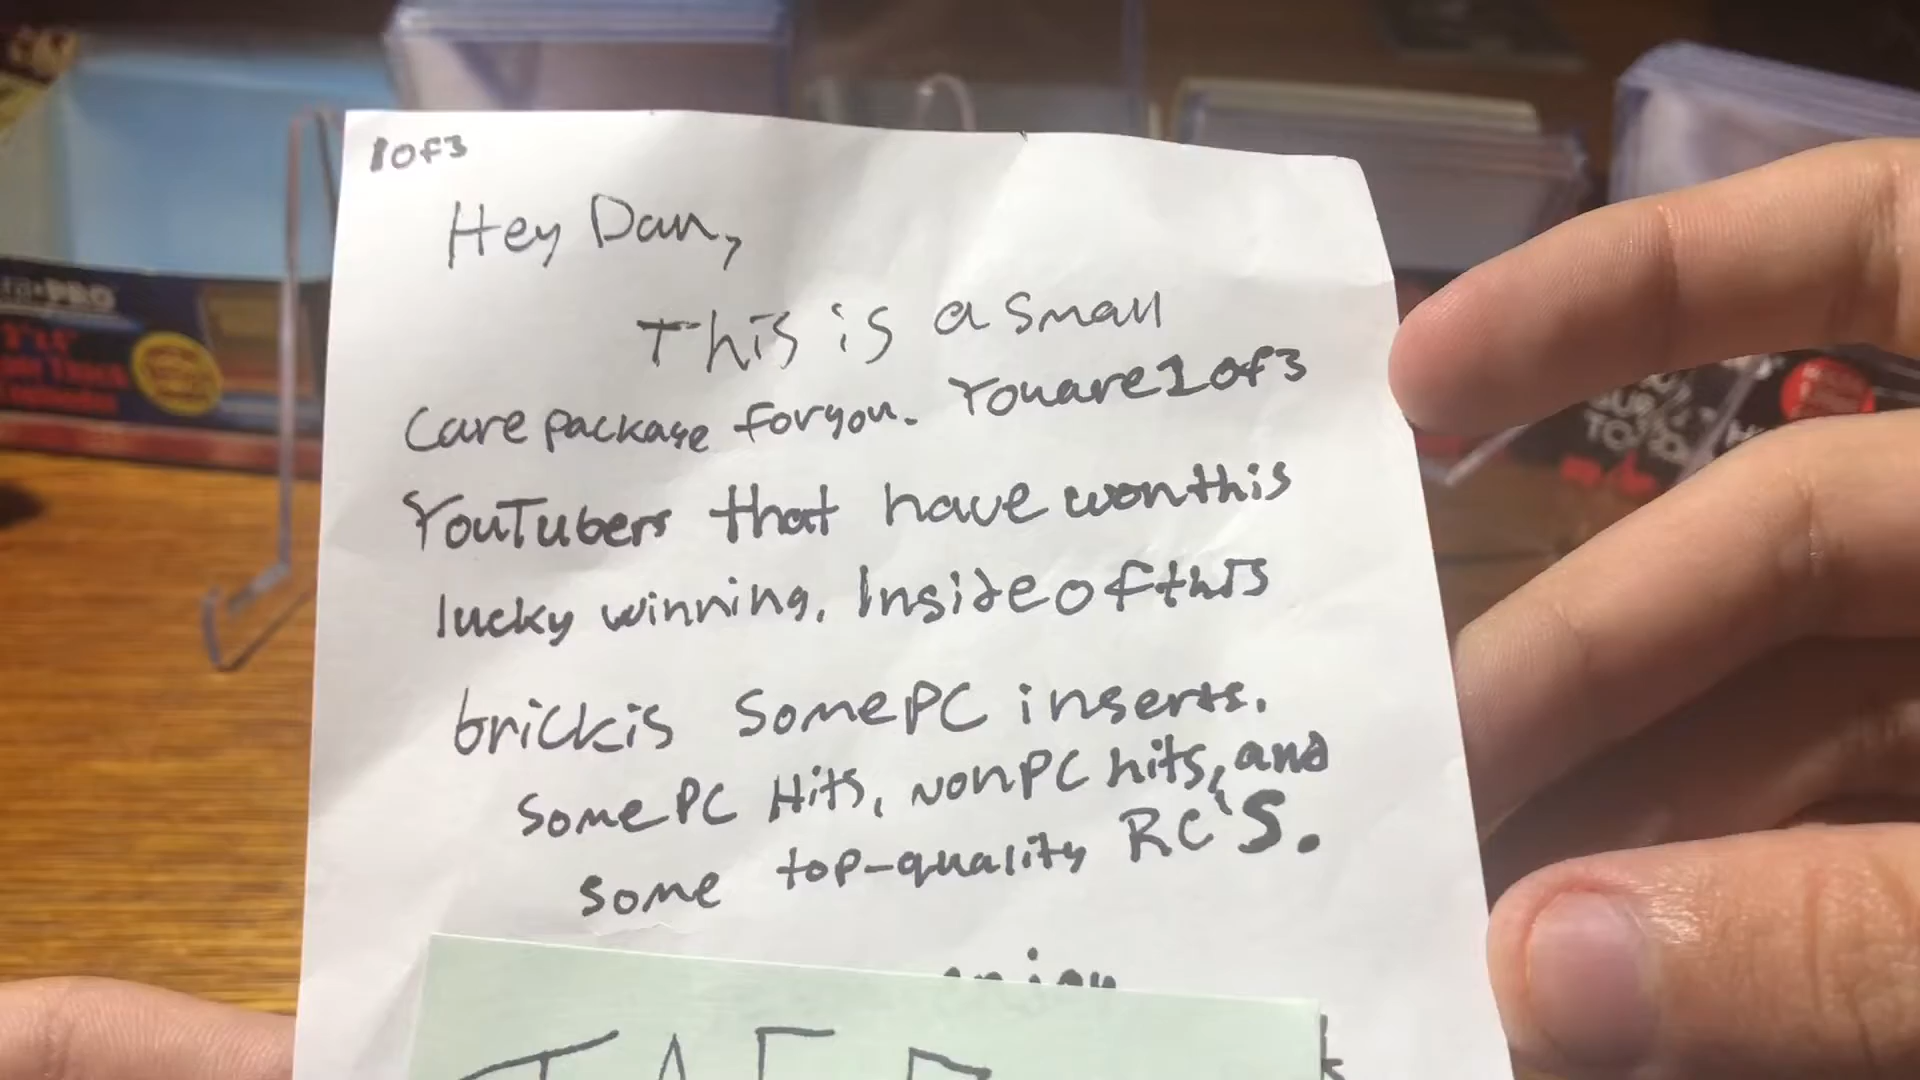 1 of 3
Hey Dan,
This is a small
Care package for you. You are 1 of 3
YouTubers that have won this
lucky winning. Inside of this
brick is some PC inserts.
Some PC Hits, non PC hits, and
some top-quality RC'S.
enjoy
PRO